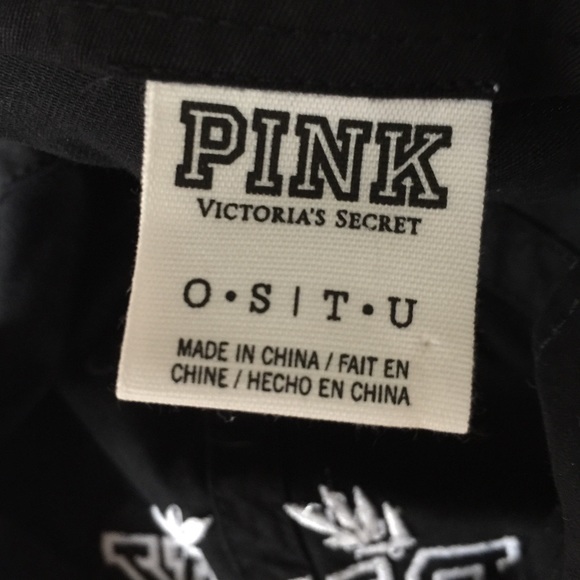 PINK
VICTORIA'S SECRET
O•S | T•U
MADE IN CHINA / FAIT EN
CHINE / HECHO EN CHINA